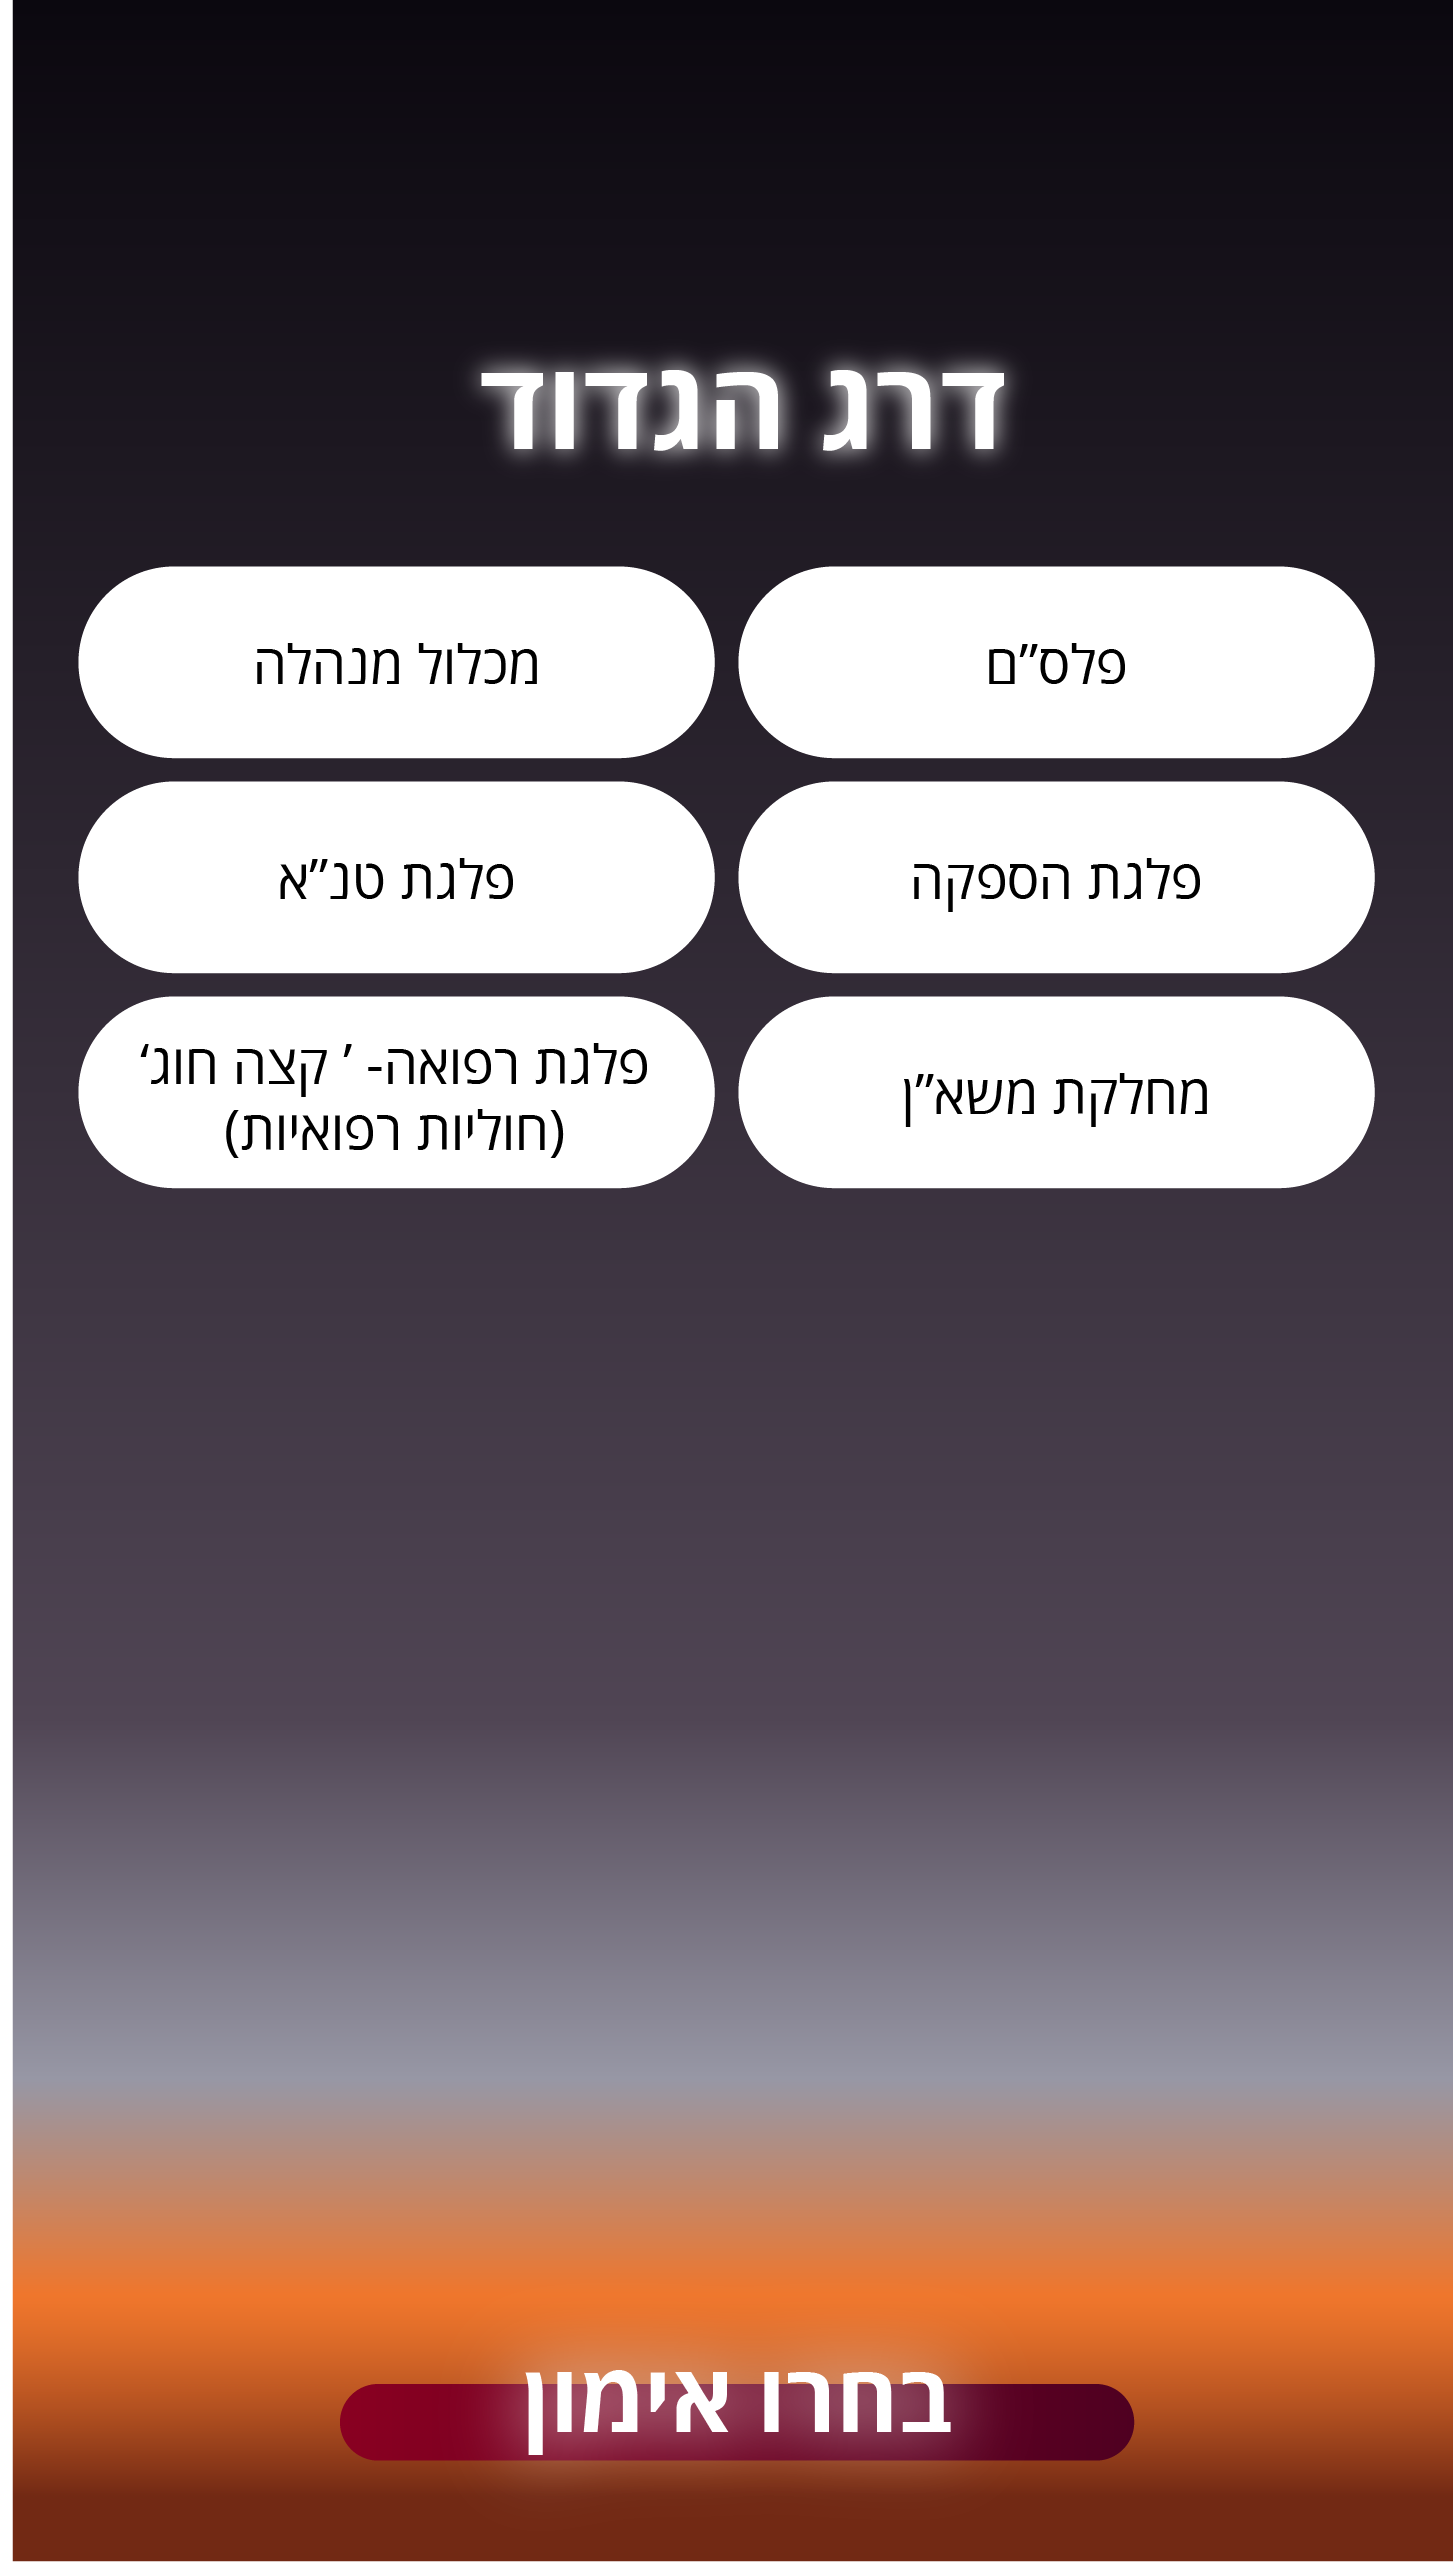 דרג הגדוד
פלס”ם
מכלול מנהלה
פלגת הספקה
פלגת טנ”א
מחלקת משא”ן
פלגת רפואה- ’ קצה חוג‘
(חוליות רפואיות)
בחרו אימון